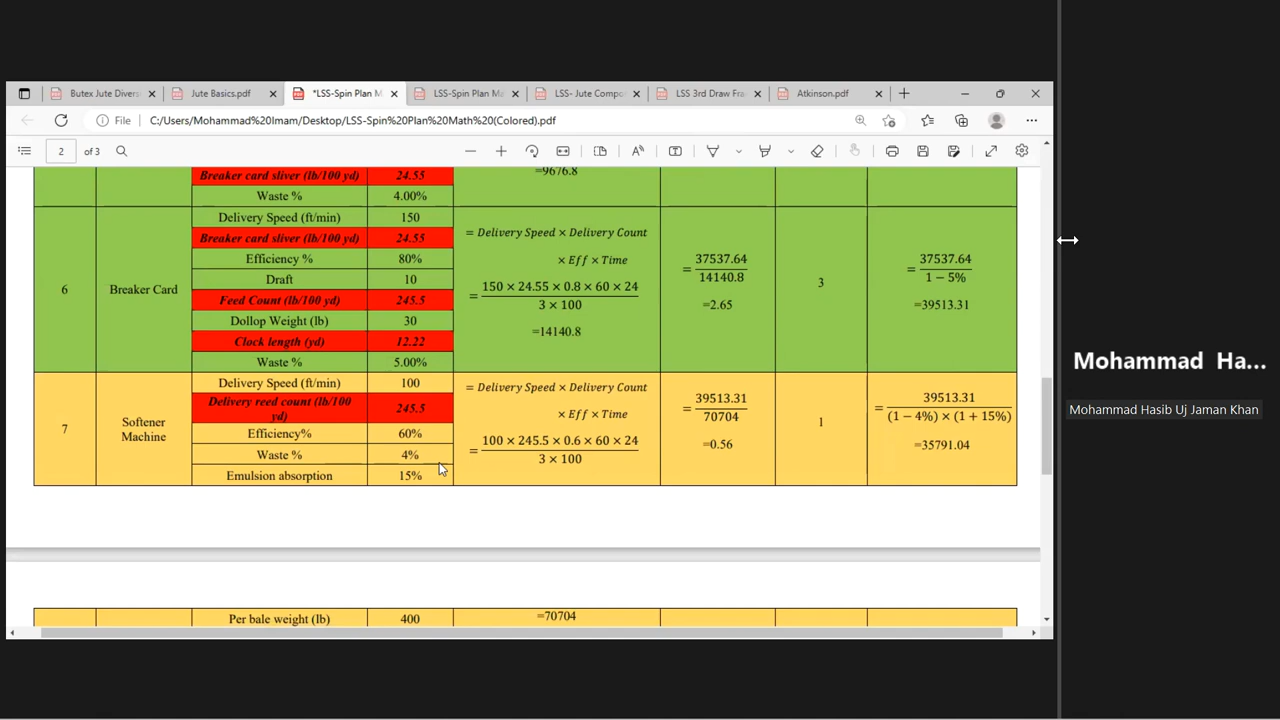 Butex Jute Divers
Jute Basics.pdf
*LSS-Spin Plan M
LSS-Spin Plan Ma
LSS- Jute Compo
LSS 3rd Draw Fra
Atkinson.pdf
File C:/Users/Mohammad%20Imam/Desktop/LSS-Spin%20Plan%20Math%20(Colored).pdf
2 of 3
Breaker card sliver (lb/100 yd) 24.55 =9676.8
Waste % 4.00%
6 Breaker Card
Delivery Speed (ft/min) 150
Breaker card sliver (lb/100 yd) 24.55
Efficiency % 80%
Draft 10
Feed Count (lb/100 yd) 245.5
Dollop Weight (lb) 30
Clock length (yd) 12.22
Waste % 5.00%
= Delivery Speed × Delivery Count
× Eff × Time
= 150 × 24.55 × 0.8 × 60 × 24
3 × 100
=14140.8
= 37537.64
14140.8
=2.65
3
= 37537.64
1 − 5%
=39513.31
7 Softener
Machine
Delivery Speed (ft/min) 100
Delivery reed count (lb/100
yd) 245.5
Efficiency% 60%
Waste % 4%
Emulsion absorption 15%
= Delivery Speed × Delivery Count
× Eff × Time
= 100 × 245.5 × 0.6 × 60 × 24
3 × 100
= 39513.31
70704
=0.56
1
= 39513.31
(1 − 4%) × (1 + 15%)
=35791.04
Per bale weight (lb) 400 =70704
Mohammad Ha...
Mohammad Hasib Uj Jaman Khan